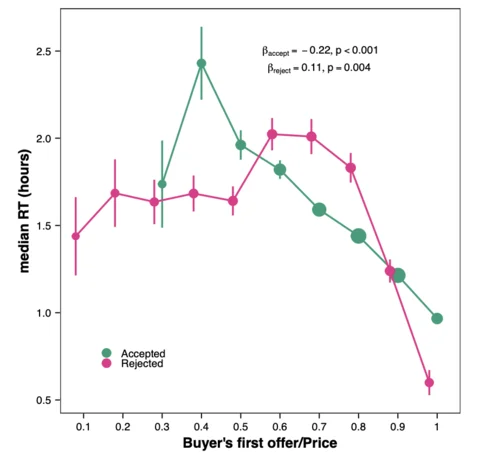 2.5
2.0
1.5
1.0
0.5
median RT (hours)
βaccept = −0.22, p < 0.001
βreject = 0.11, p = 0.004
Accepted
Rejected
0.1 0.2 0.3 0.4 0.5 0.6 0.7 0.8 0.9 1
Buyer's first offer/Price